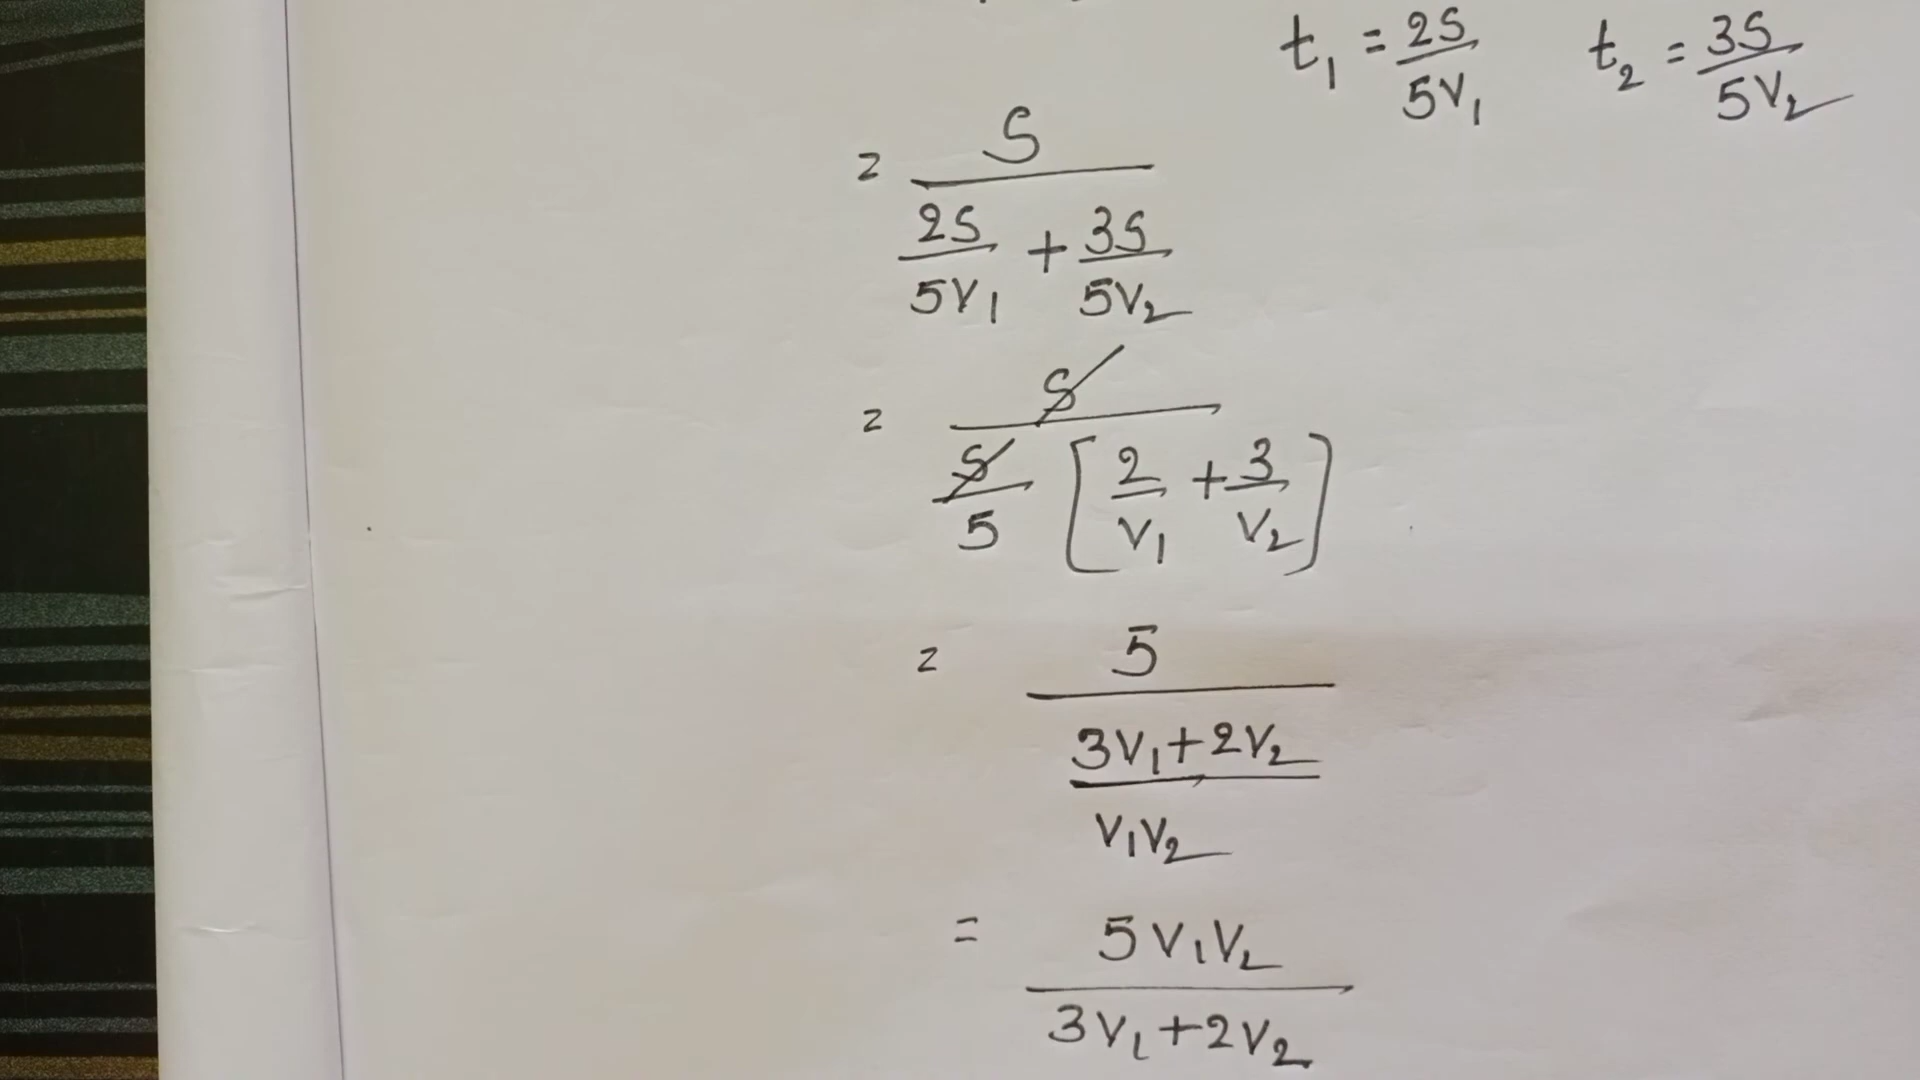 t₁ = 2S/5V₁ t₂ = 3S/5V₂
= S / (2S/5V₁ + 3S/5V₂)
= S / (S/5 [2/V₁ + 3/V₂])
= 5 / ((3V₁+2V₂)/V₁V₂)
= 5V₁V₂ / (3V₁+2V₂)